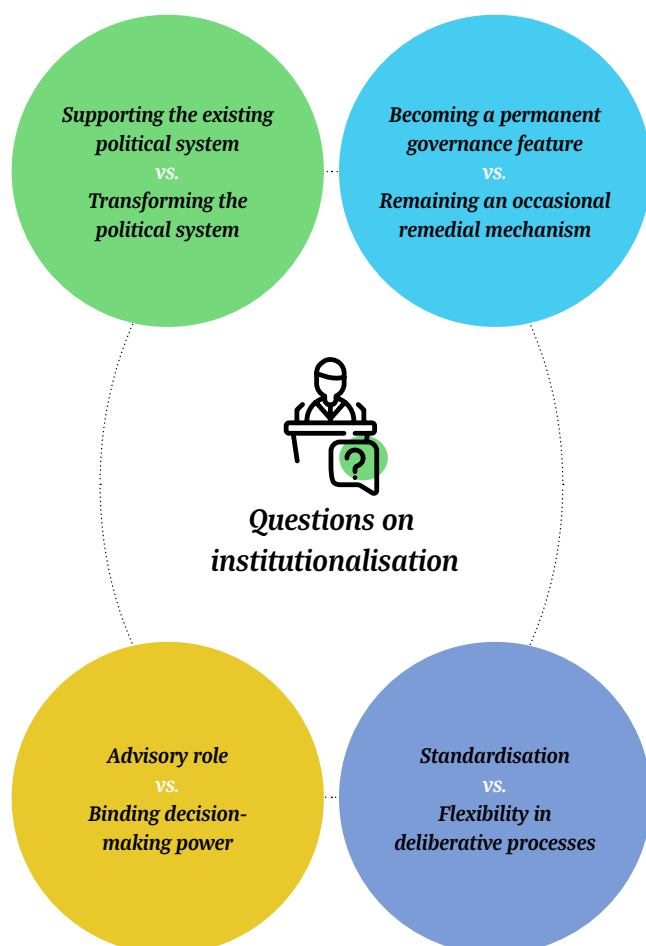 Supporting the existing
political system
vs.
Transforming the
political system
Becoming a permanent
governance feature
vs.
Remaining an occasional
remedial mechanism
?
Questions on
institutionalisation
Advisory role
vs.
Binding decision-
making power
Standardisation
vs.
Flexibility in
deliberative processes